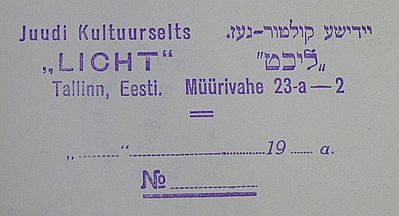 Juudi Kultuurselts יידישע קולטור-געז.
„LICHT“ „ליכט"
Tallinn, Eesti. Müürivahe 23-a — 2
„......“..................... 19 ...... a.
№ ..................